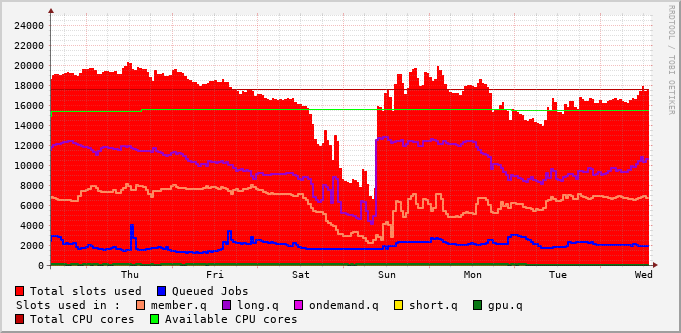 RRDTOOL / TOBI OETIKER
24000
22000
20000
18000
16000
14000
12000
10000
8000
6000
4000
2000
0
Thu Fri Sat Sun Mon Tue Wed
Total slots used Queued Jobs
Slots used in : member.q long.q ondemand.q short.q gpu.q
Total CPU cores Available CPU cores